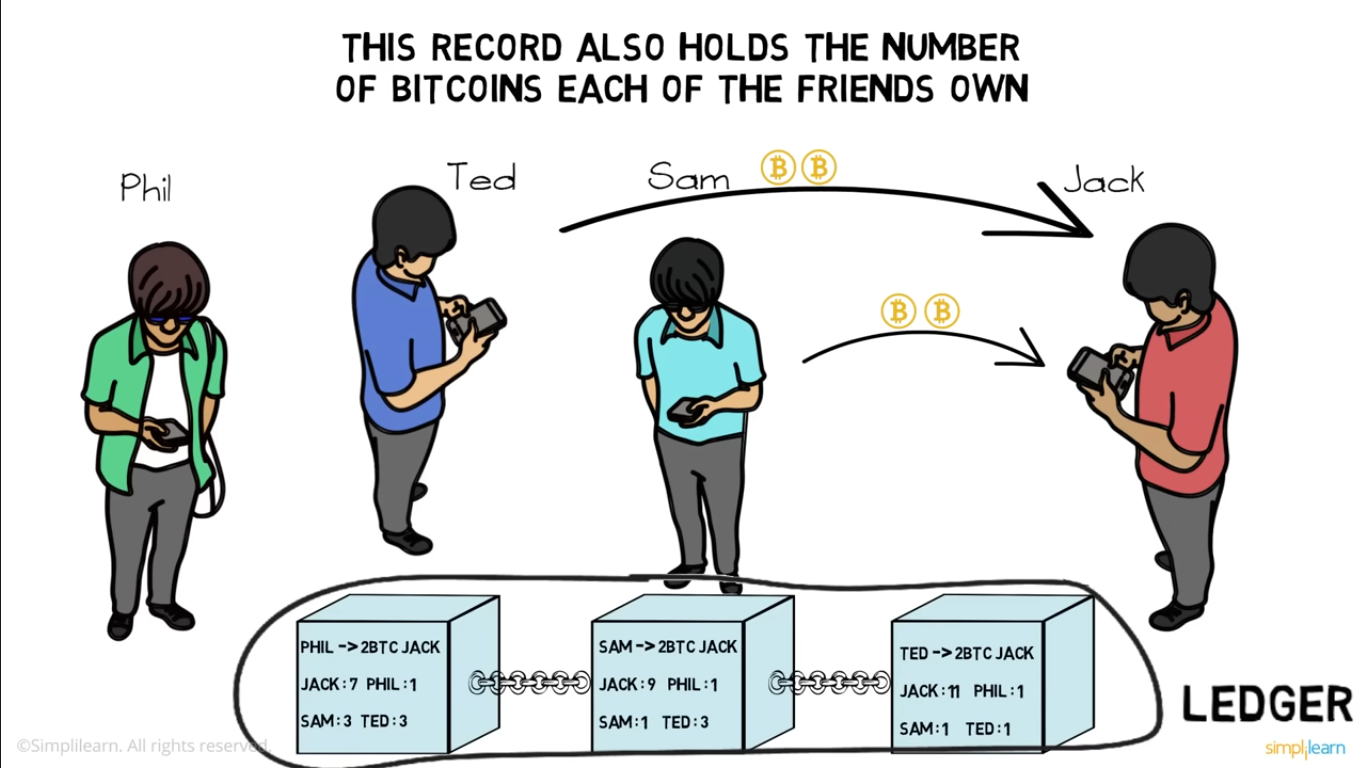 THIS RECORD ALSO HOLDS THE NUMBER
OF BITCOINS EACH OF THE FRIENDS OWN
Phil
Ted
Sam
Jack
PHIL -> 2BTC JACK
JACK:7 PHIL:1
SAM:3 TED:3
SAM -> 2BTC JACK
JACK:9 PHIL:1
SAM:1 TED:3
TED -> 2BTC JACK
JACK:11 PHIL:1
SAM:1 TED:1
LEDGER
©Simplilearn. All rights reserved.
simplilearn